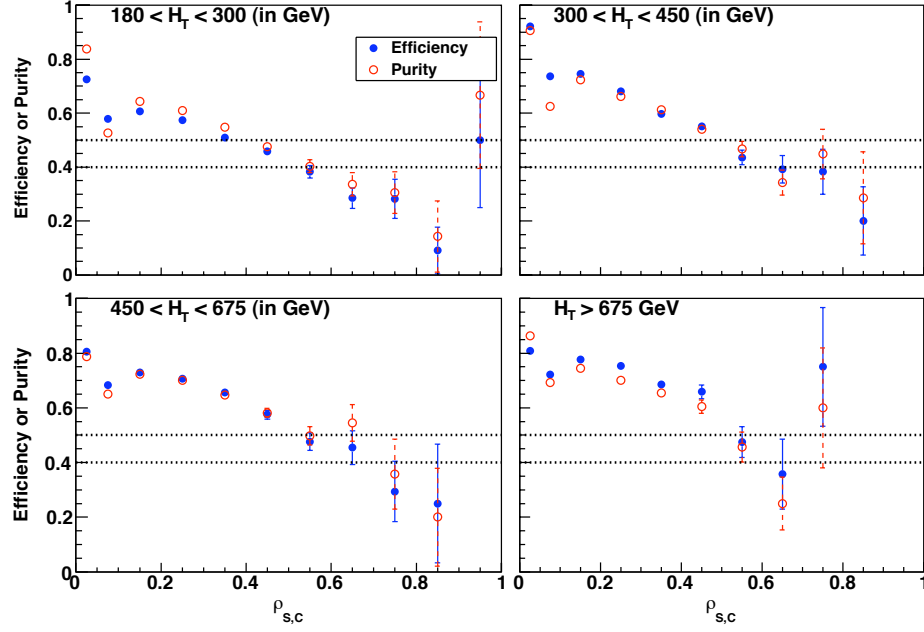 180 < H_T < 300 (in GeV)
300 < H_T < 450 (in GeV)
Efficiency
Purity
Efficiency or Purity
1
0.8
0.6
0.4
0.2
0
450 < H_T < 675 (in GeV)
H_T > 675 GeV
Efficiency or Purity
1
0.8
0.6
0.4
0.2
0
0 0.2 0.4 0.6 0.8 1
0.2 0.4 0.6 0.8 1
ρ_S,C
ρ_S,C